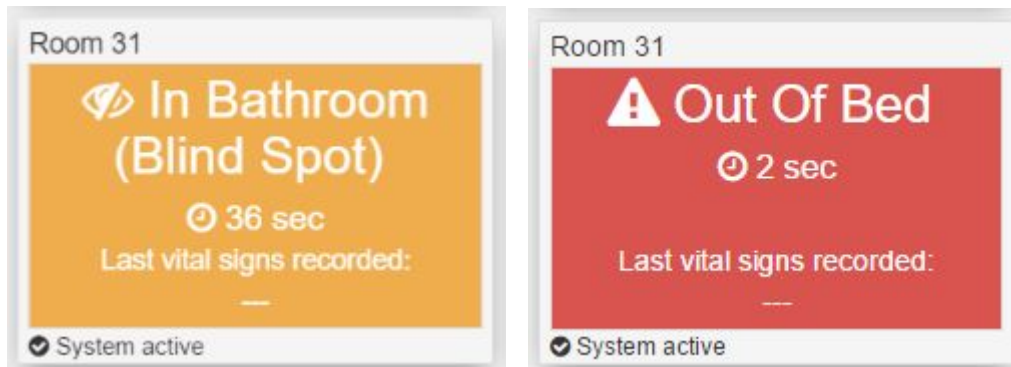 Room 31
In Bathroom
(Blind Spot)
36 sec
Last vital signs recorded:
---
System active
Room 31
Out Of Bed
2 sec
Last vital signs recorded:
---
System active